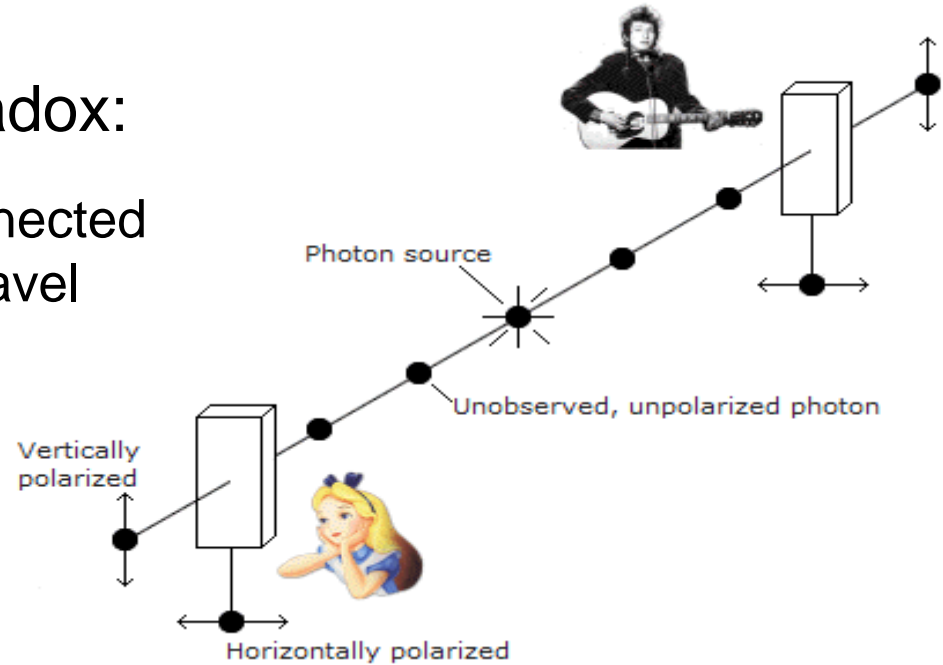 adox:
nected
avel
Photon source
Unobserved, unpolarized photon
Vertically
polarized
Horizontally polarized